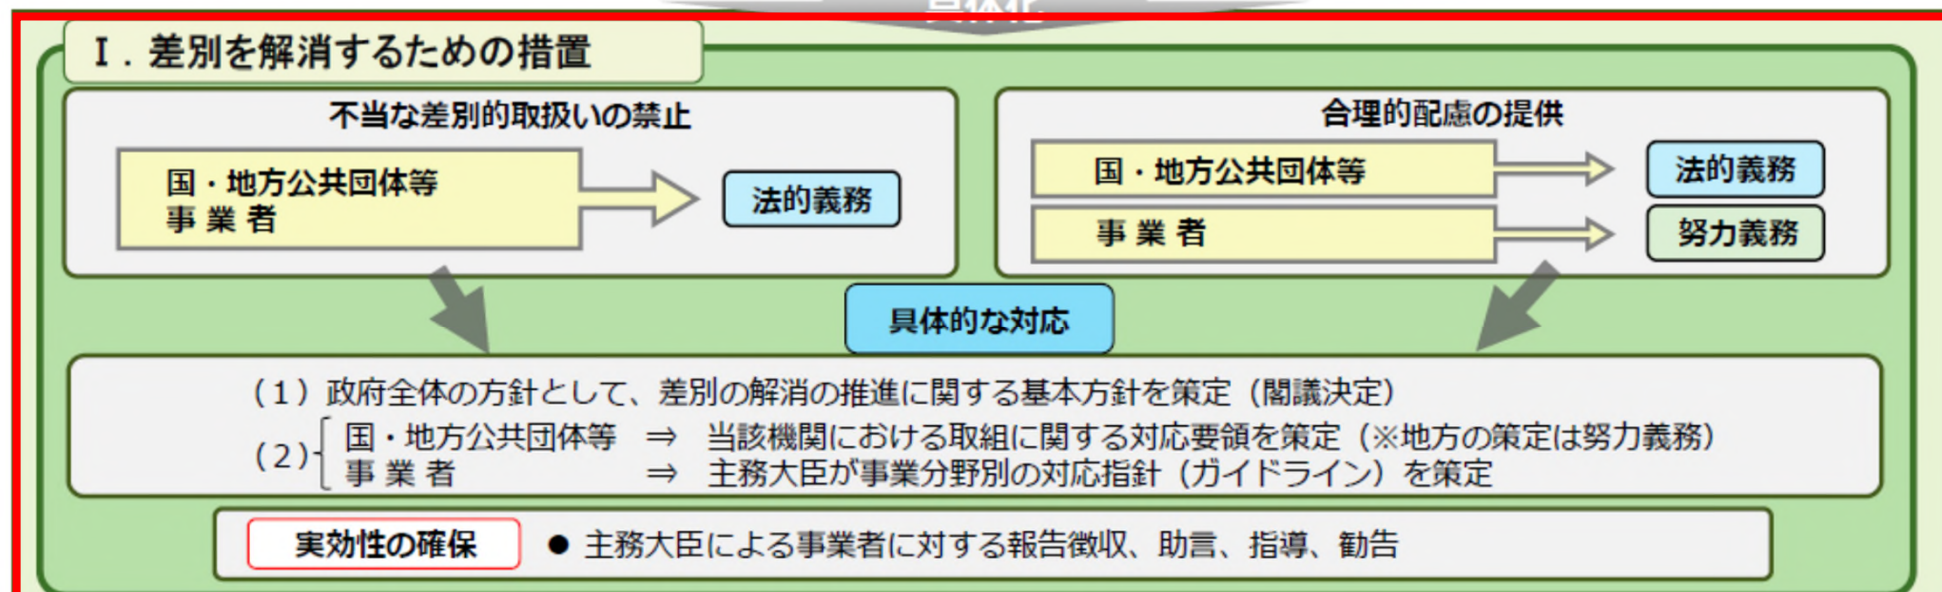 具体化
Ⅰ．差別を解消するための措置
不当な差別的取扱いの禁止
国・地方公共団体等
事 業 者
法的義務
合理的配慮の提供
国・地方公共団体等
法的義務
事 業 者
努力義務
具体的な対応
（１）政府全体の方針として、差別の解消の推進に関する基本方針を策定（閣議決定）
（２） 国・地方公共団体等 ⇒ 当該機関における取組に関する対応要領を策定（※地方の策定は努力義務）
事 業 者 ⇒ 主務大臣が事業分野別の対応指針（ガイドライン）を策定
実効性の確保 ● 主務大臣による事業者に対する報告徴収、助言、指導、勧告